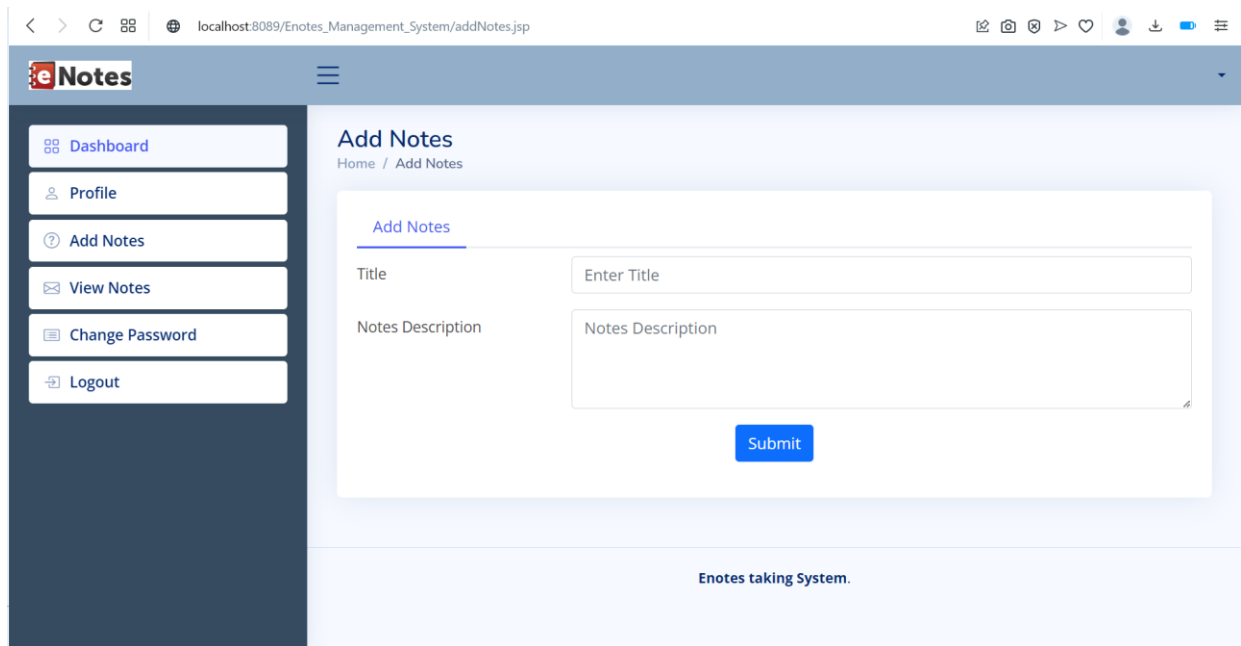 localhost:8089/Enotes_Management_System/addNotes.jsp
eNotes
Dashboard
Profile
Add Notes
View Notes
Change Password
Logout
Add Notes
Home / Add Notes
Add Notes
Title
Enter Title
Notes Description
Notes Description
Submit
Enotes taking System.